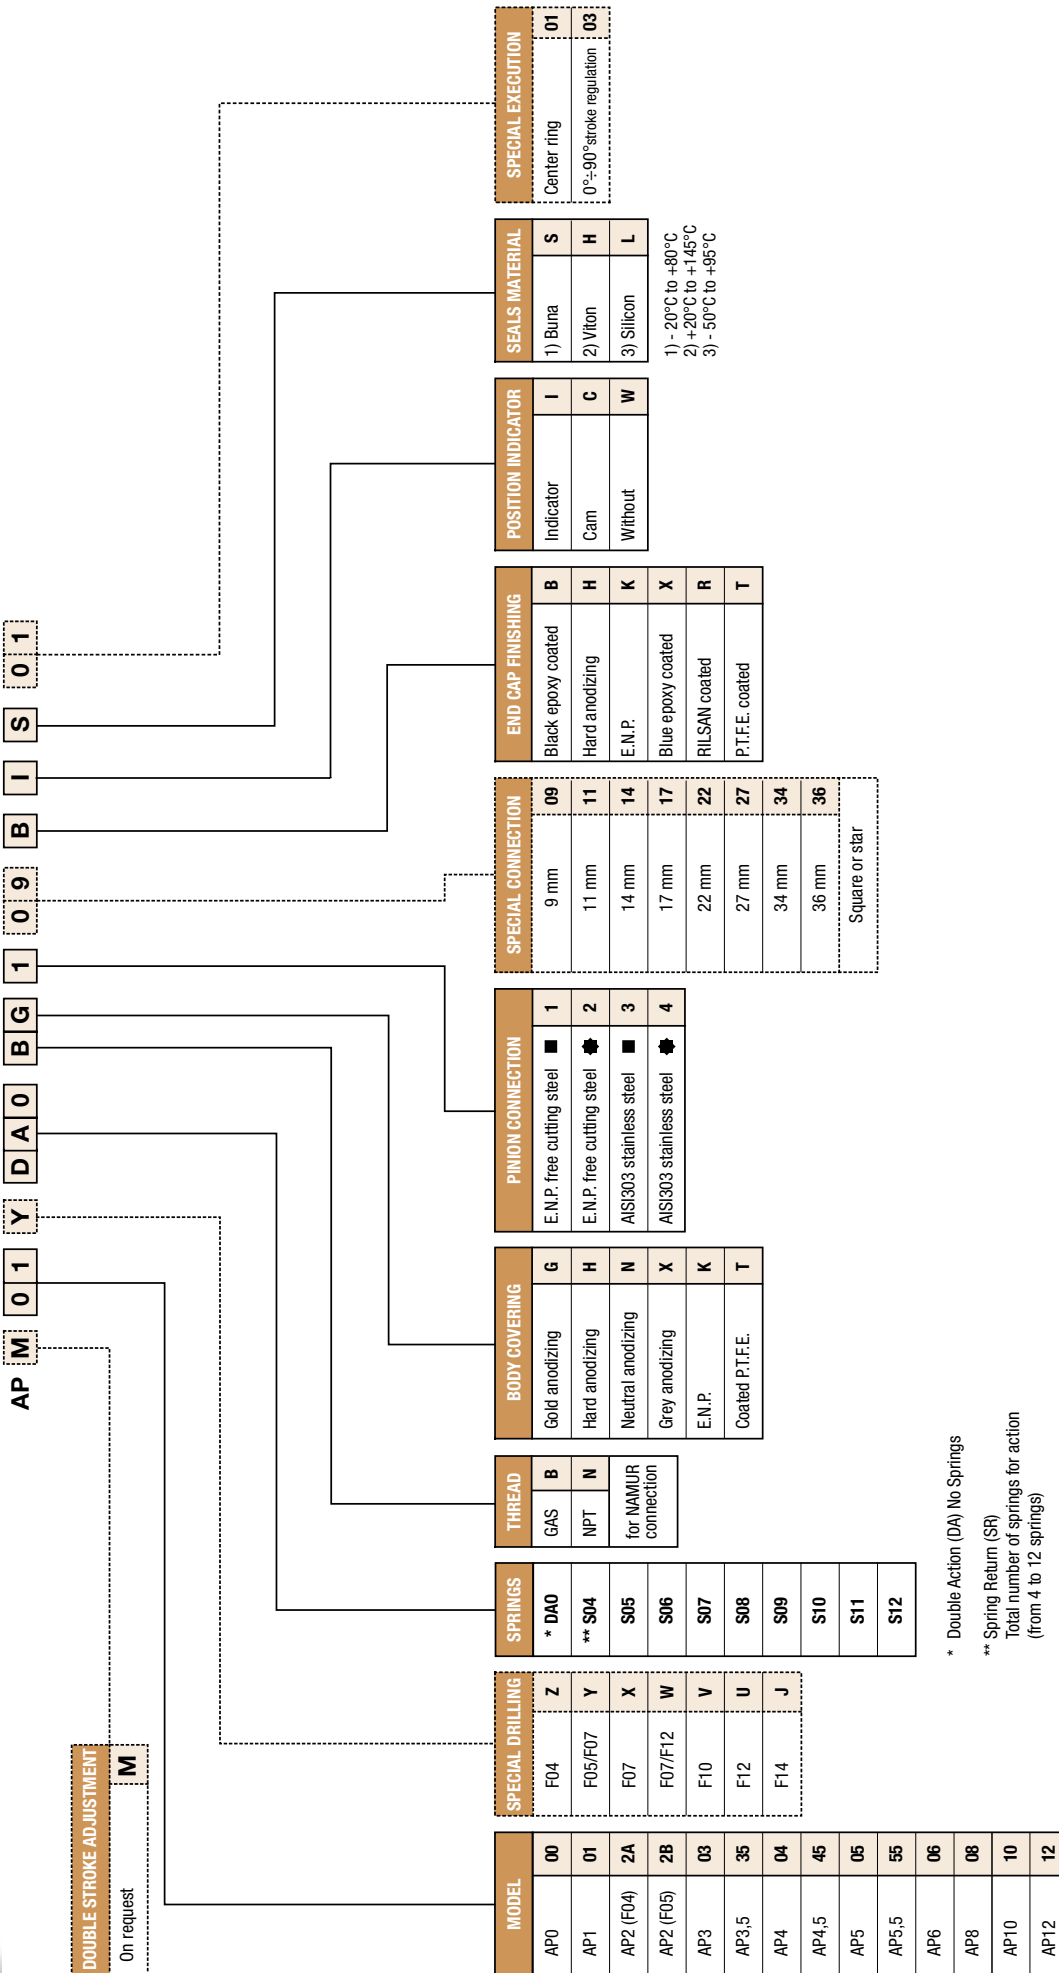 AP M 0 1 Y D A 0 B G 1 0 9 B I S 0 1
DOUBLE STROKE ADJUSTMENT
On request M
MODEL
AP0 00
AP1 01
AP2 (F04) 2A
AP2 (F05) 2B
AP3 03
AP3,5 35
AP4 04
AP4,5 45
AP5 05
AP5,5 55
AP6 06
AP8 08
AP10 10
AP12 12
SPECIAL DRILLING
F04 Z
F05/F07 Y
F07 X
F07/F12 W
F10 V
F12 U
F14 J
SPRINGS
* DA0
** S04
S05
S06
S07
S08
S09
S10
S11
S12
* Double Action (DA) No Springs
** Spring Return (SR)
Total number of springs for action
(from 4 to 12 springs)
THREAD
GAS B
NPT N
for NAMUR
connection
BODY COVERING
Gold anodizing G
Hard anodizing H
Neutral anodizing N
Grey anodizing X
E.N.P. K
Coated P.T.F.E. T
PINION CONNECTION
E.N.P. free cutting steel ■ 1
E.N.P. free cutting steel 2
AISI303 stainless steel ■ 3
AISI303 stainless steel 4
SPECIAL CONNECTION
9 mm 09
11 mm 11
14 mm 14
17 mm 17
22 mm 22
27 mm 27
34 mm 34
36 mm 36
Square or star
END CAP FINISHING
Black epoxy coated B
Hard anodizing H
E.N.P. K
Blue epoxy coated X
RILSAN coated R
P.T.F.E. coated T
POSITION INDICATOR
Indicator I
Cam C
Without W
SEALS MATERIAL
1) Buna S
2) Viton H
3) Silicon L
1) - 20°C to +80°C
2) +20°C to +145°C
3) - 50°C to +95°C
SPECIAL EXECUTION
Center ring 01
0°÷90°stroke regulation 03